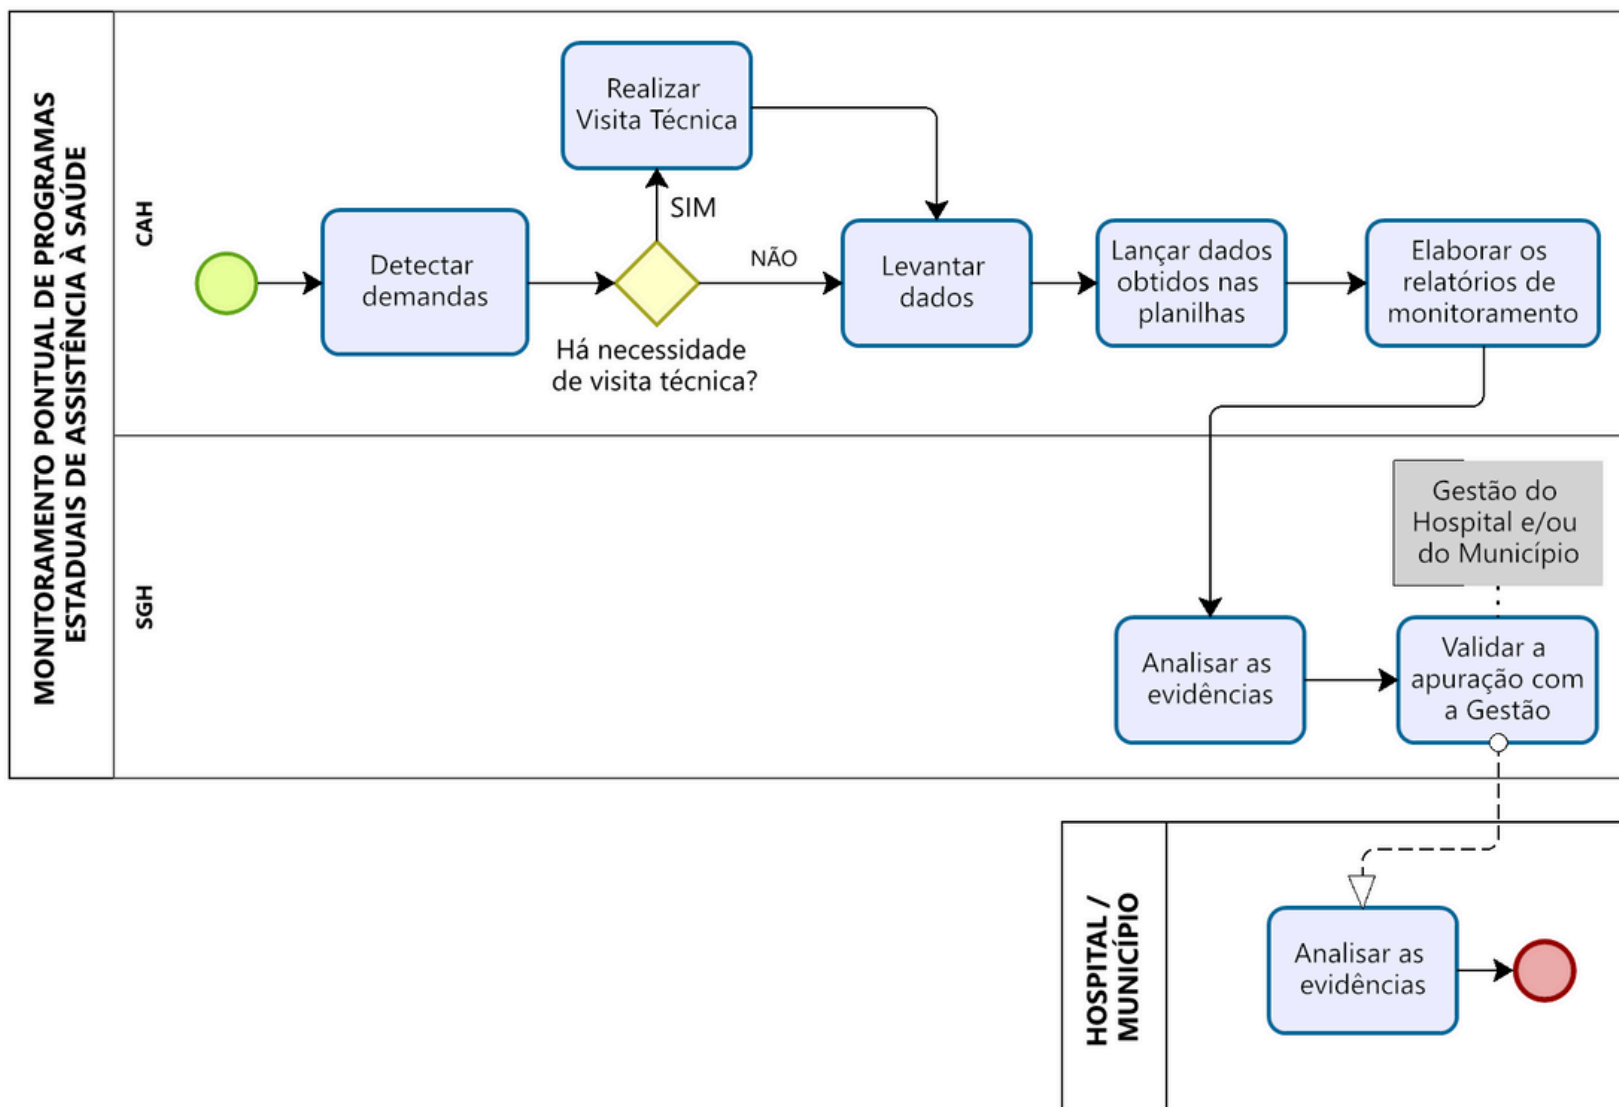 MONITORAMENTO PONTUAL DE PROGRAMAS
ESTADUAIS DE ASSISTÊNCIA À SAÚDE
CAH
Realizar
Visita Técnica
SIM
Detectar
demandas
Há necessidade
de visita técnica?
NÃO
Levantar
dados
Lançar dados
obtidos nas
planilhas
Elaborar os
relatórios de
monitoramento
SGH
Gestão do
Hospital e/ou
do Município
Analisar as
evidências
Validar a
apuração com
a Gestão
HOSPITAL /
MUNICÍPIO
Analisar as
evidências